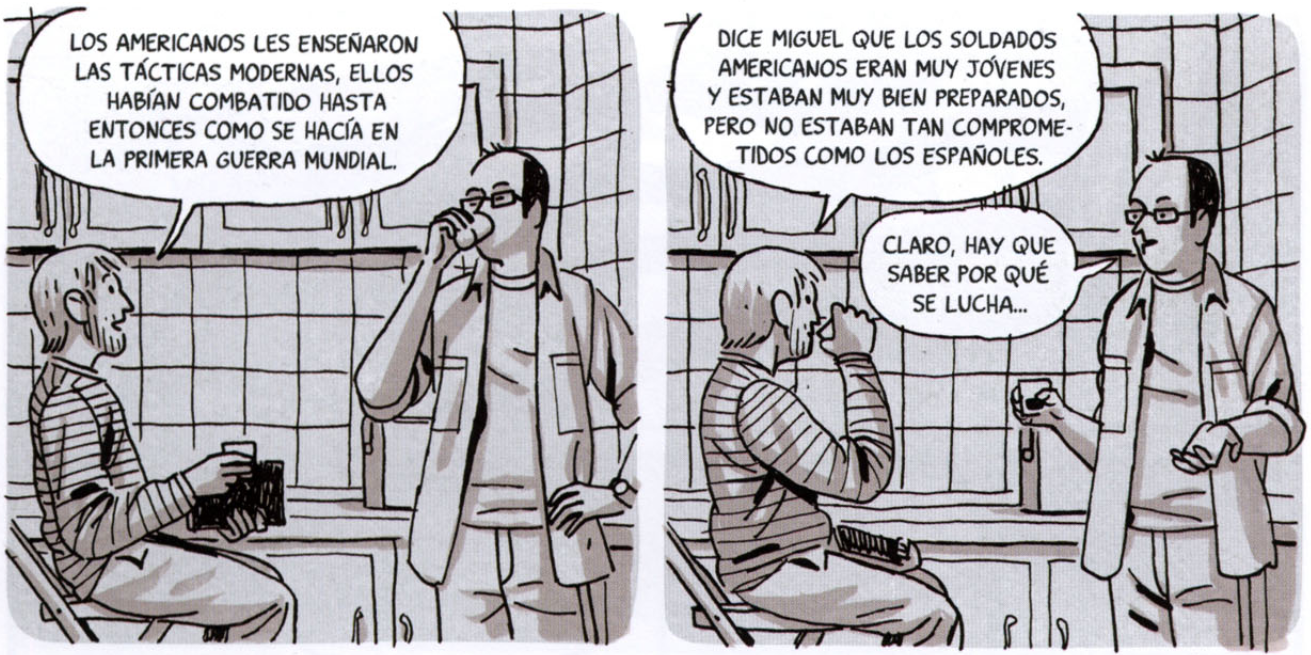 LOS AMERICANOS LES ENSEÑARON
LAS TÁCTICAS MODERNAS, ELLOS
HABÍAN COMBATIDO HASTA
ENTONCES COMO SE HACÍA EN
LA PRIMERA GUERRA MUNDIAL.
DICE MIGUEL QUE LOS SOLDADOS
AMERICANOS ERAN MUY JÓVENES
Y ESTABAN MUY BIEN PREPARADOS,
PERO NO ESTABAN TAN COMPROME-
TIDOS COMO LOS ESPAÑOLES.
CLARO, HAY QUE
SABER POR QUÉ
SE LUCHA...